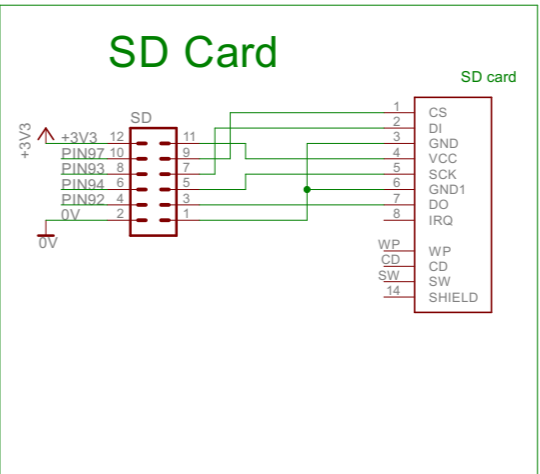 SD Card
SD card
SD
+3V3
+3V3 12 11
PIN97 10 9
PIN93 8 7
PIN94 6 5
PIN92 4 3
0V 2 1
0V
1 CS
2 DI
3 GND
4 VCC
5 SCK
6 GND1
7 DO
8 IRQ
WP WP
CD CD
SW SW
14 SHIELD